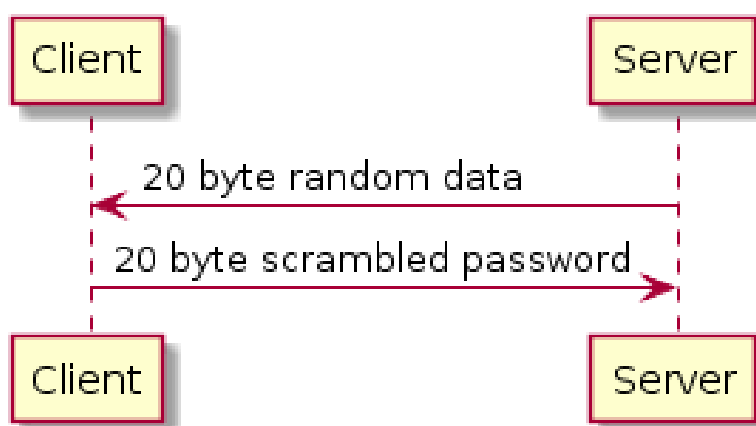 Client
Server
20 byte random data
20 byte scrambled password
Client
Server